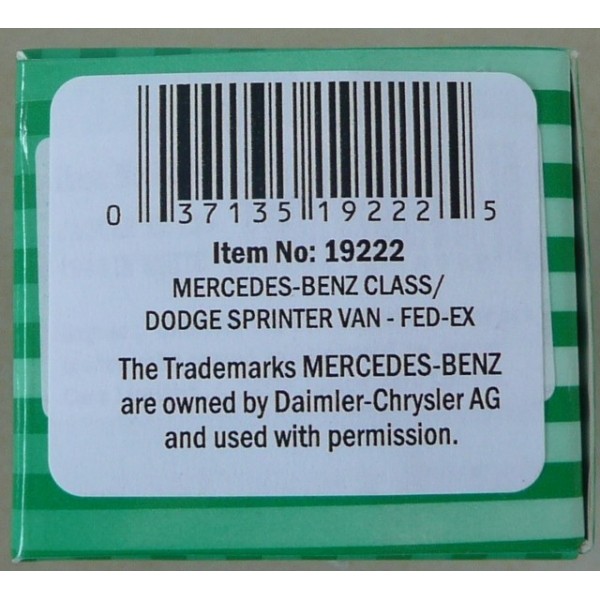 0 37135 19222 5
Item No: 19222
MERCEDES-BENZ CLASS/
DODGE SPRINTER VAN - FED-EX
The Trademarks MERCEDES-BENZ
are owned by Daimler-Chrysler AG
and used with permission.